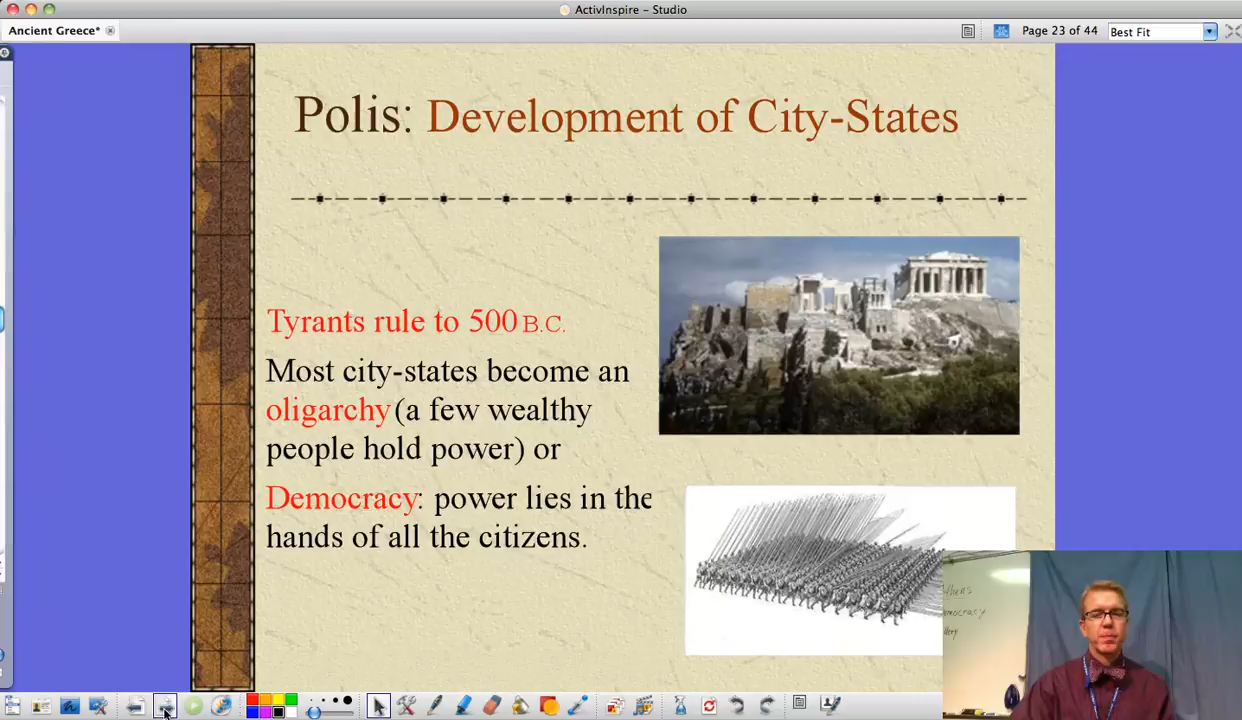 ActivInspire – Studio
Ancient Greece*
Page 23 of 44
Best Fit
Polis: Development of City-States
Tyrants rule to 500 B.C.
Most city-states become an
oligarchy (a few wealthy
people hold power) or
Democracy: power lies in the
hands of all the citizens.